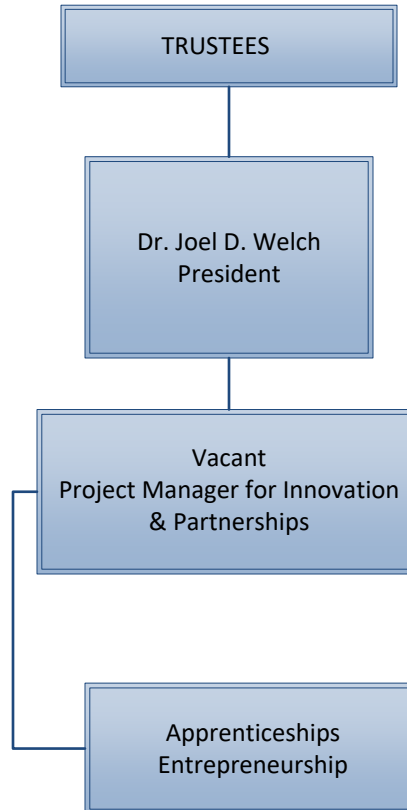 TRUSTEES
Dr. Joel D. Welch
President
Vacant
Project Manager for Innovation
& Partnerships
Apprenticeships
Entrepreneurship